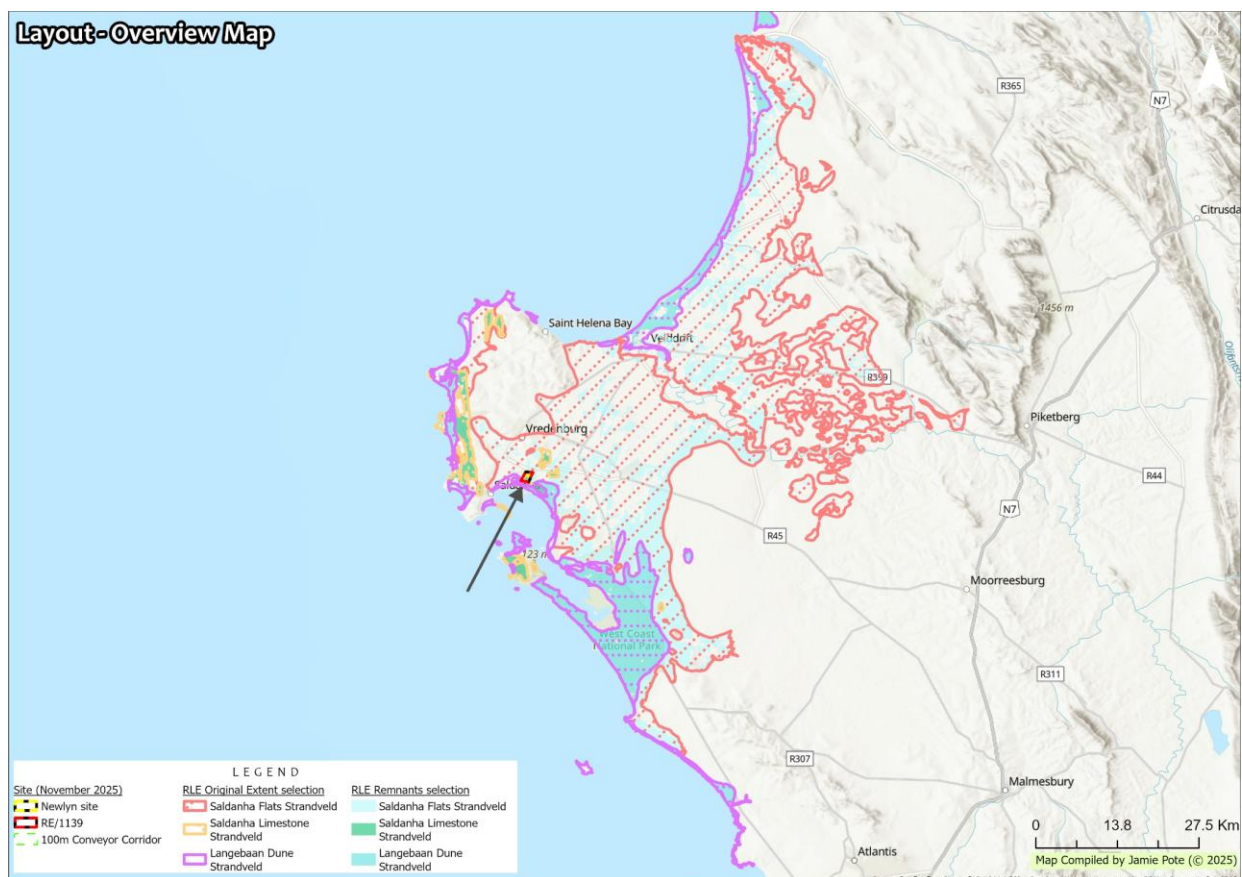 Layout - Overview Map
R365
N7
Citrusda
1456 m
Saint Helena Bay
Velddrift
R399
Piketberg
Vredenburg
R44
N7
R45
123 m
Moorreesburg
West Coast
National Park
R311
R307
Malmesbury
Atlantis
LEGEND
Site (November 2025)
Newlyn site
RE/1139
100m Conveyor Corridor
RLE Original Extent selection
Saldanha Flats Strandveld
Saldanha Limestone
Strandveld
Langebaan Dune
Strandveld
RLE Remnants selection
Saldanha Flats Strandveld
Saldanha Limestone
Strandveld
Langebaan Dune
Strandveld
0 13.8 27.5 Km
Map Compiled by Jamie Pote (© 2025)